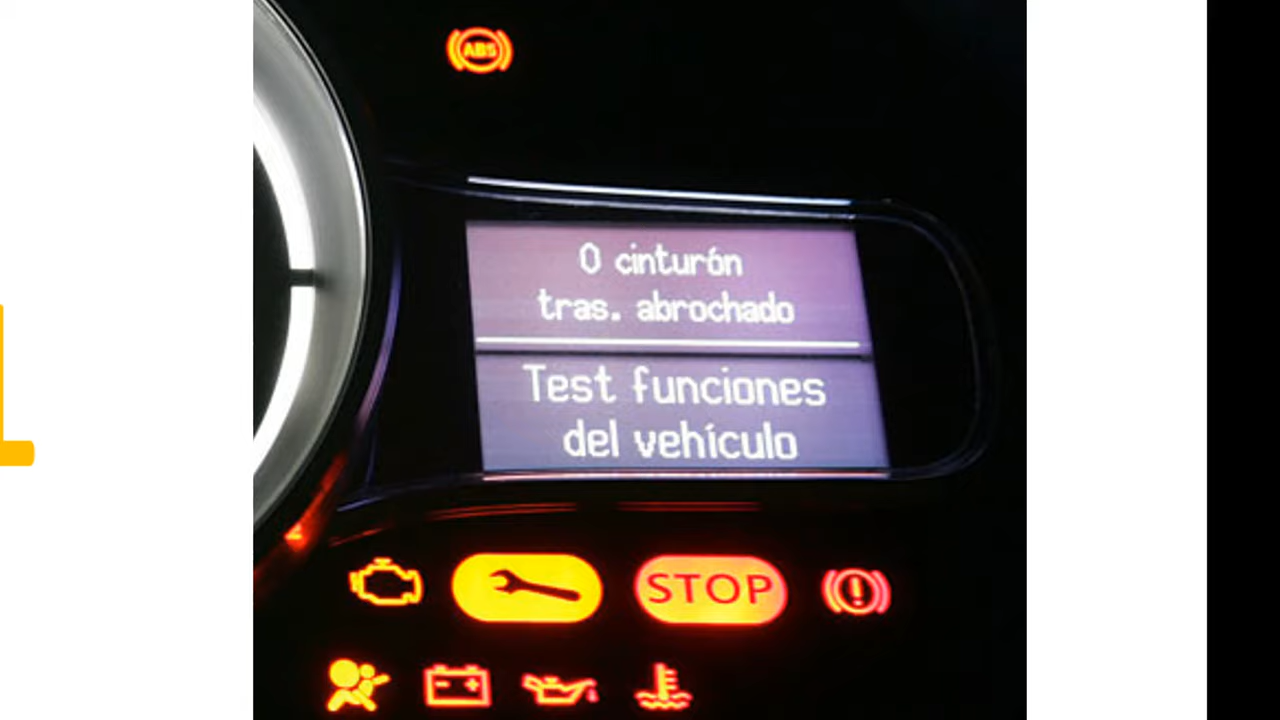 ABS
0 cinturón
tras. abrochado
Test funciones
del vehículo
STOP